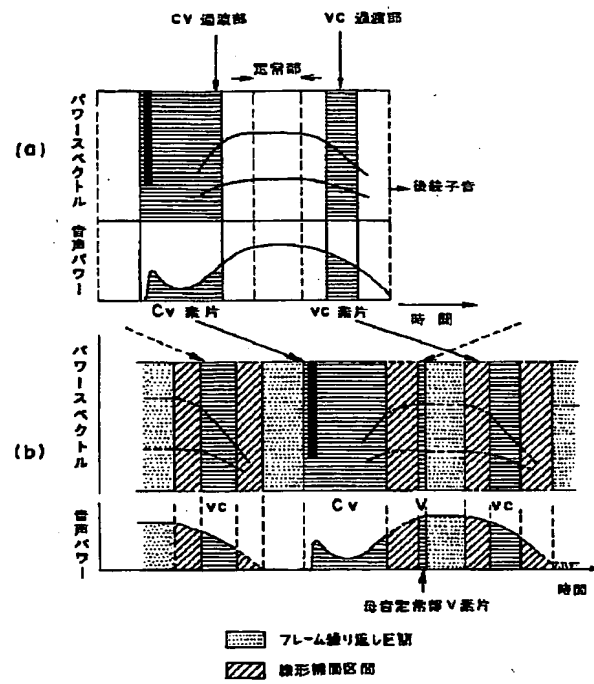 CV 過渡部
VC 過渡部
定常部
(a)
パワースペクトル
後続子音
音声パワー
時間
CV 素片
VC 素片
(b)
パワースペクトル
VC
CV
V
VC
音声パワー
時間
母音定常部V素片
フレーム繰り返し区間
線形補間区間